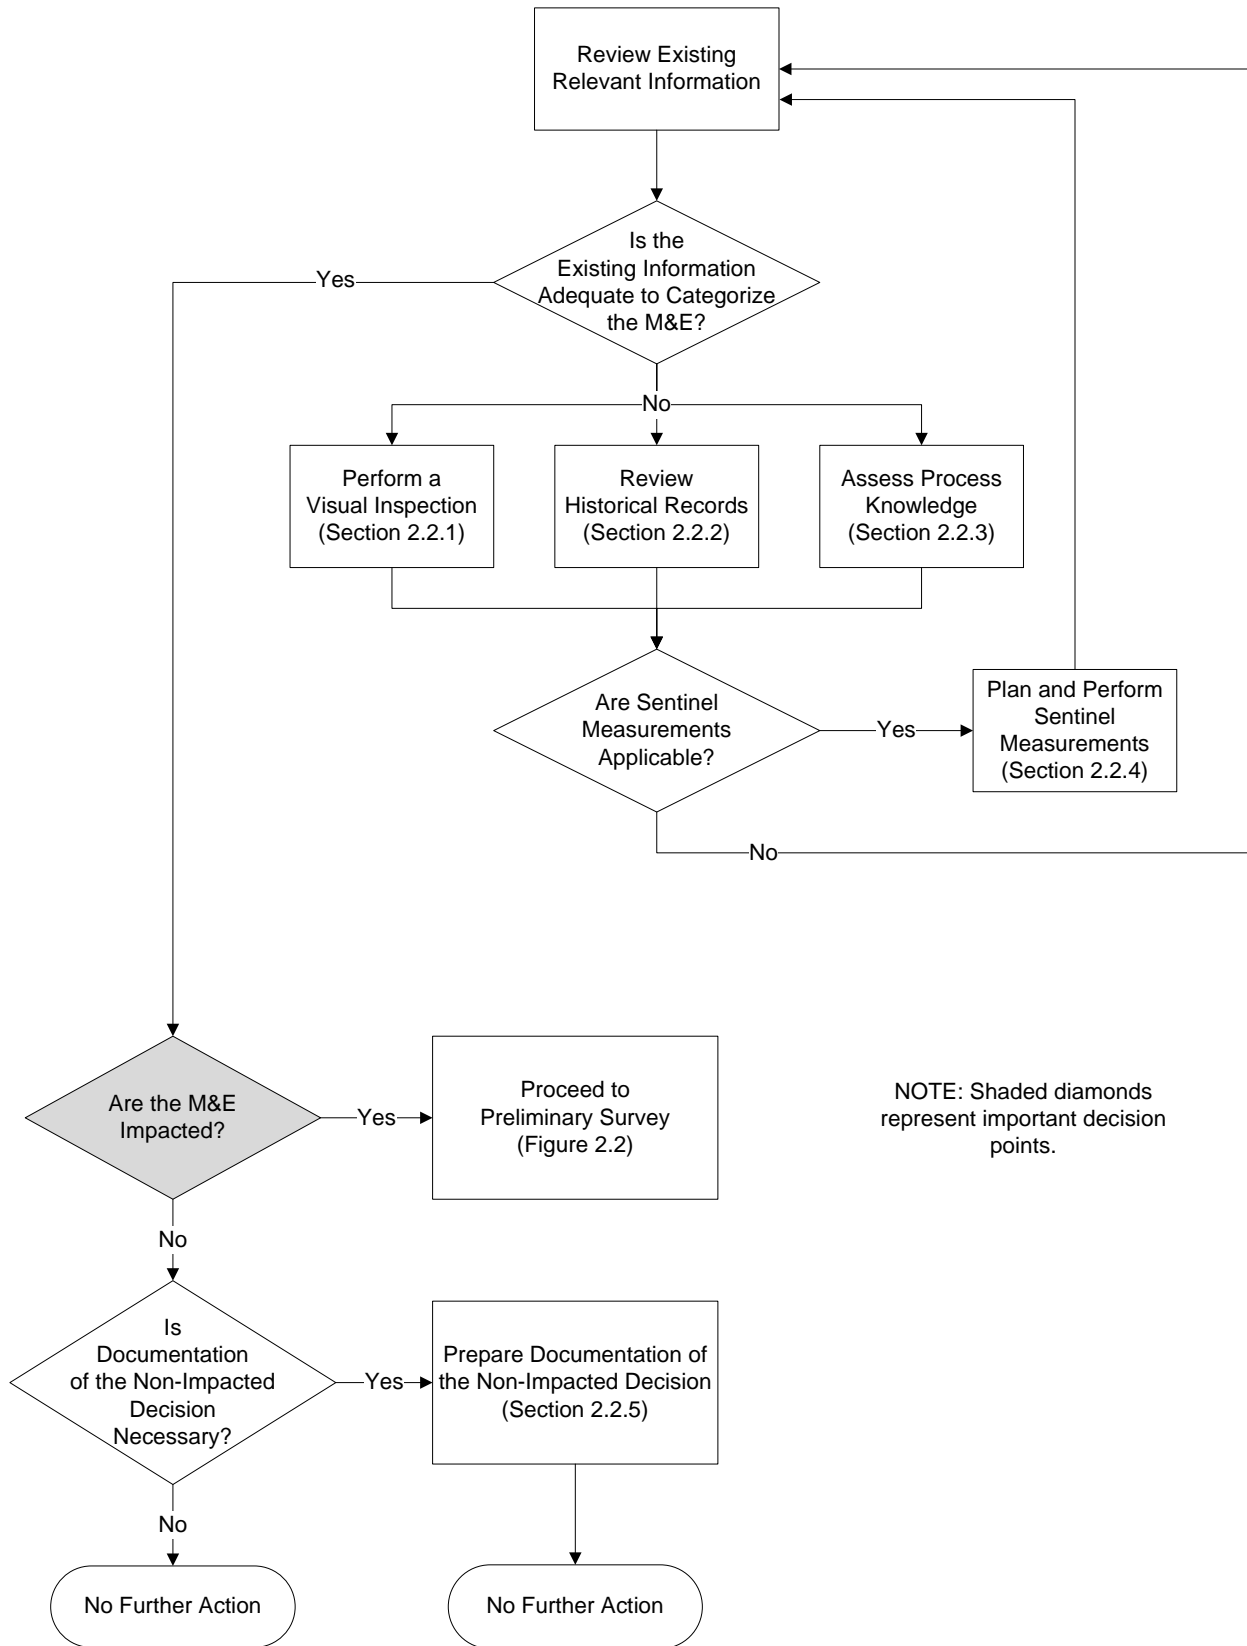 Review Existing
Relevant Information
Is the
Existing Information
Adequate to Categorize
the M&E?
Yes
No
Perform a
Visual Inspection
(Section 2.2.1)
Review
Historical Records
(Section 2.2.2)
Assess Process
Knowledge
(Section 2.2.3)
Are Sentinel
Measurements
Applicable?
Yes
Plan and Perform
Sentinel
Measurements
(Section 2.2.4)
No
Are the M&E
Impacted?
Yes
Proceed to
Preliminary Survey
(Figure 2.2)
NOTE: Shaded diamonds
represent important decision
points.
No
Is
Documentation
of the Non-Impacted
Decision
Necessary?
Yes
Prepare Documentation of
the Non-Impacted Decision
(Section 2.2.5)
No
No Further Action
No Further Action